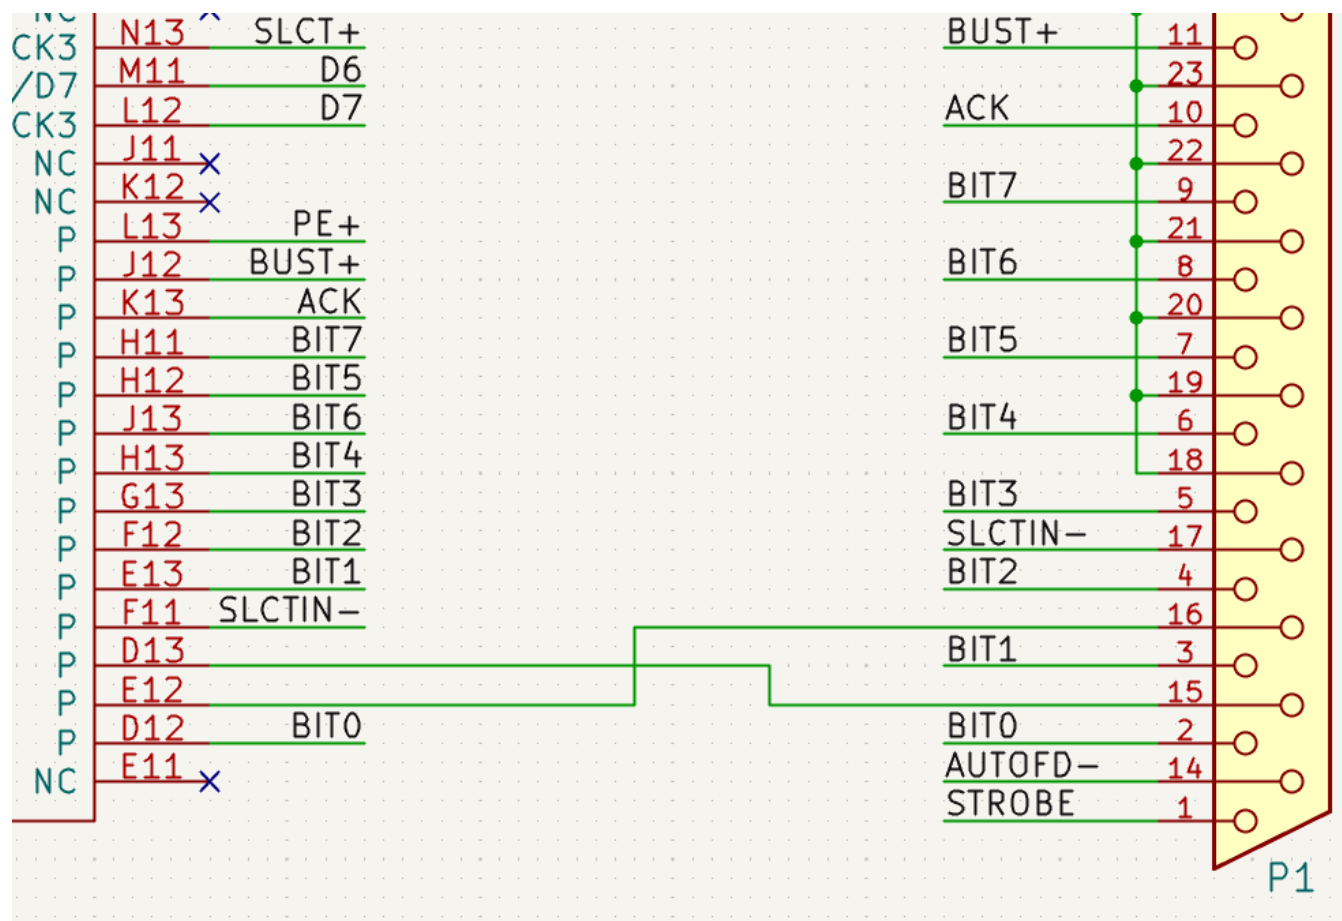 NC
N13 SLCT+ BUST+ 11
CK3
M11 D6 23
/D7
L12 D7 ACK 10
CK3
J11 22
NC
K12 BIT7 9
NC
L13 PE+ 21
P
J12 BUST+ BIT6 8
P
K13 ACK 20
P
H11 BIT7 BIT5 7
P
H12 BIT5 19
P
J13 BIT6 BIT4 6
P
H13 BIT4 18
P
G13 BIT3 BIT3 5
P
F12 BIT2 SLCTIN- 17
P
E13 BIT1 BIT2 4
P
F11 SLCTIN- 16
P
D13 BIT1 3
P
E12 15
P
D12 BIT0 BIT0 2
P
E11 AUTOFD- 14
NC
STROBE 1
P1